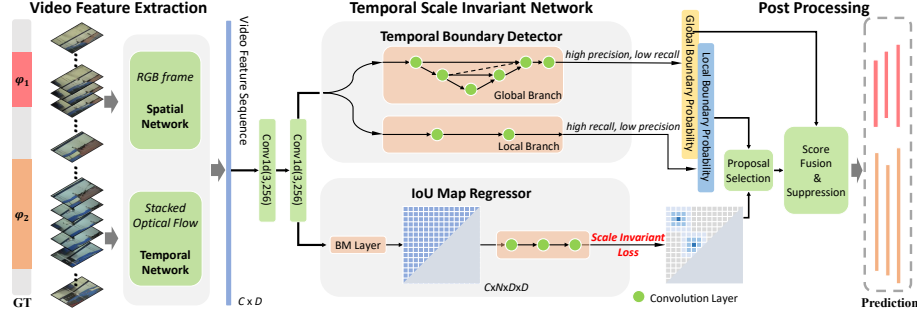 Video Feature Extraction
Temporal Scale Invariant Network
Post Processing
φ1
φ2
GT
RGB frame
Spatial
Network
Stacked
Optical Flow
Temporal
Network
Video Feature Sequence
C x D
Conv1d(3,256)
Conv1d(3,256)
Temporal Boundary Detector
Global Branch
Local Branch
high precision, low recall
high recall, low precision
IoU Map Regressor
BM Layer
CxNxDxD
Scale Invariant
Loss
Convolution Layer
Global Boundary Probability
Local Boundary Probability
Proposal
Selection
Score
Fusion
&
Suppression
Prediction